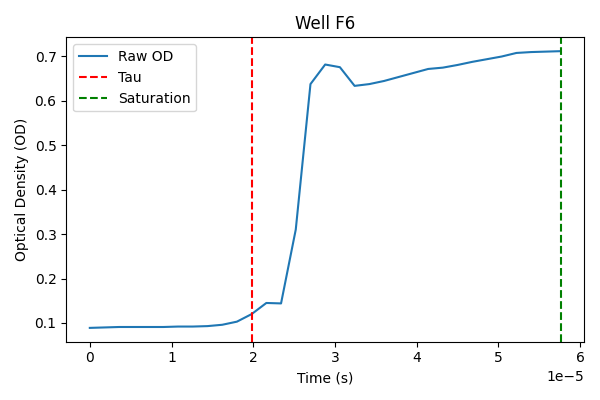 Well F6
Raw OD
Tau
Saturation
Optical Density (OD)
0.7
0.6
0.5
0.4
0.3
0.2
0.1
0 1 2 3 4 5 6
1e−5
Time (s)